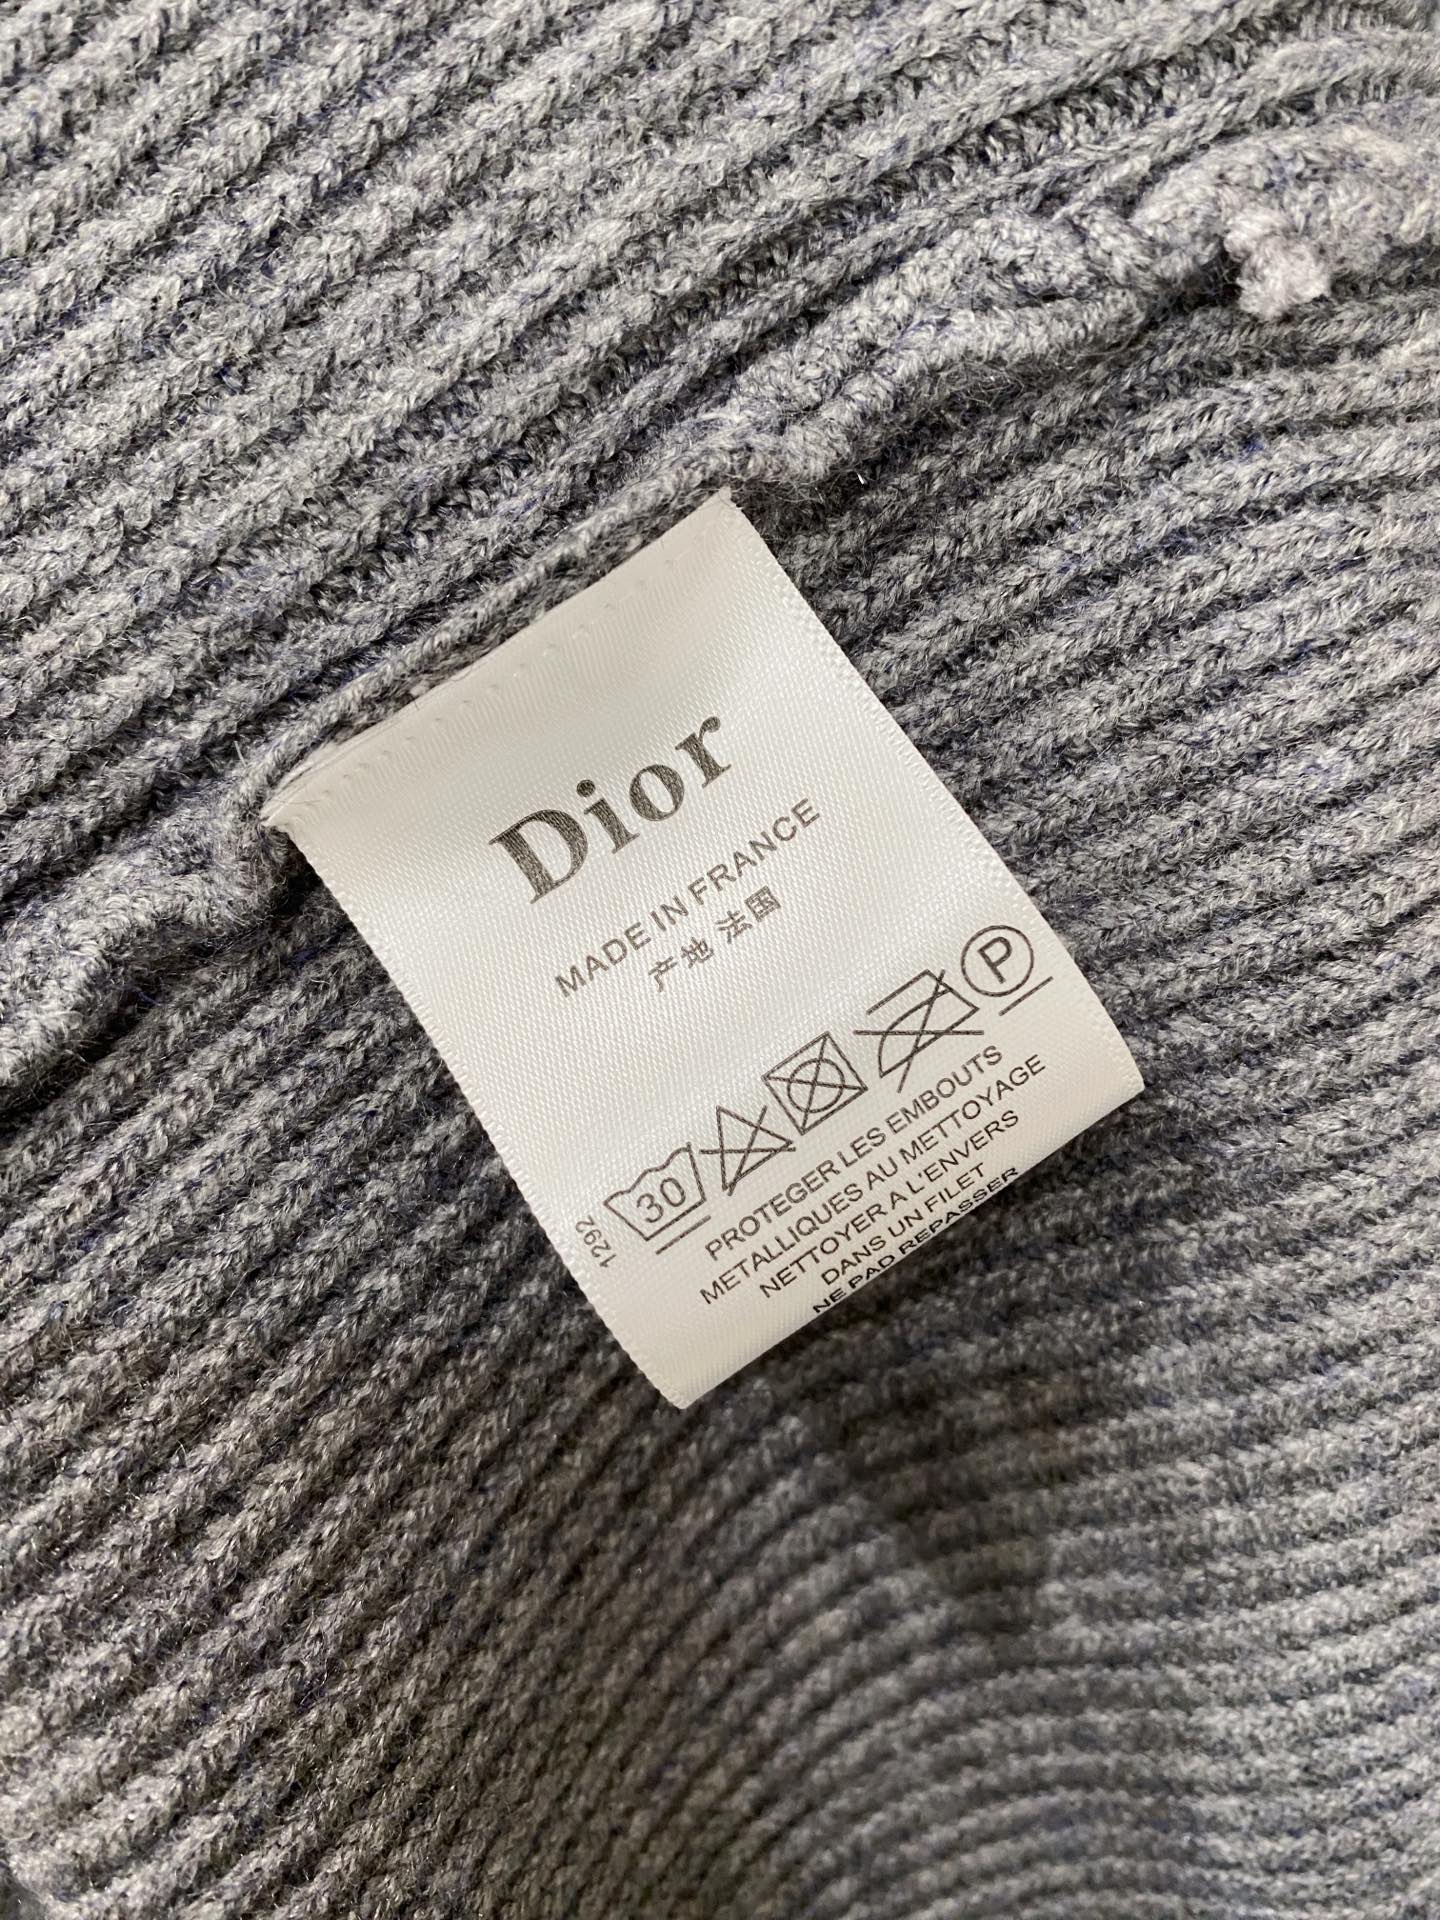 Dior
MADE IN FRANCE
产地 法国
30
P
1292
PROTEGER LES EMBOUTS
METALLIQUES AU METTOYAGE
NETTOYER A L'ENVERS
DANS UN FILET
NE PAD REPASSER